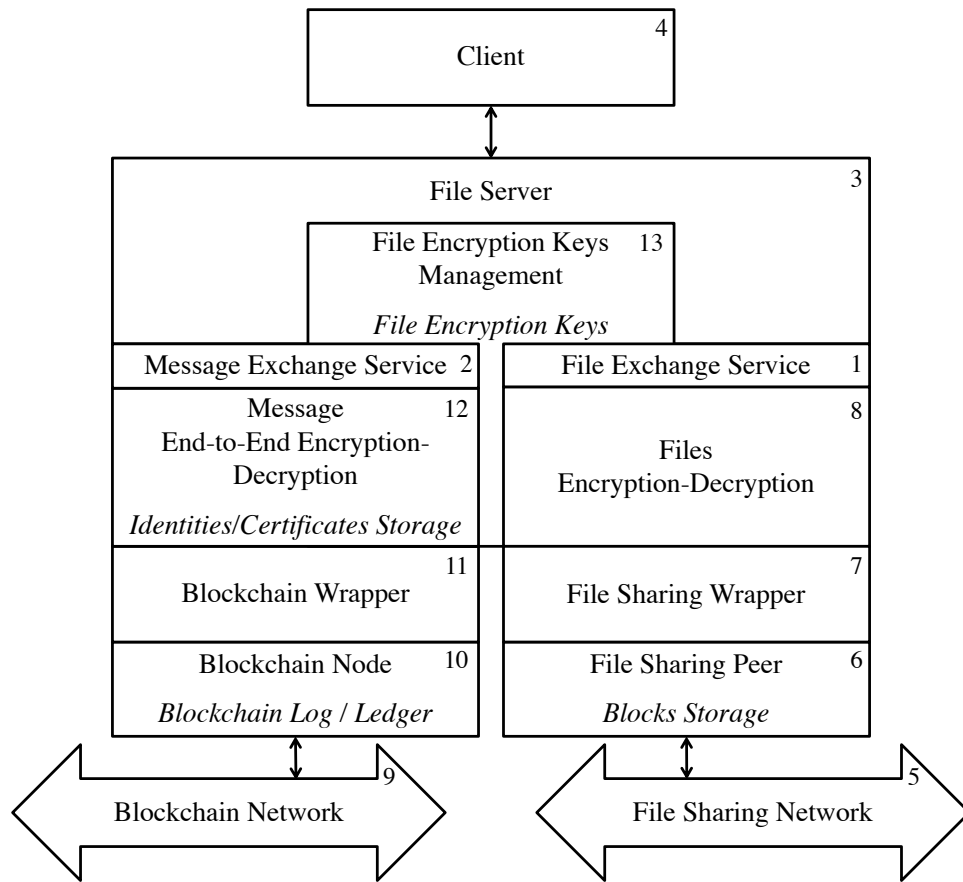 4
Client
3
File Server
File Encryption Keys 13
Management
File Encryption Keys
Message Exchange Service 2
File Exchange Service 1
Message 12
End-to-End Encryption-
Decryption
Identities/Certificates Storage
8
Files
Encryption-Decryption
11
Blockchain Wrapper
7
File Sharing Wrapper
Blockchain Node 10
Blockchain Log / Ledger
File Sharing Peer 6
Blocks Storage
9
Blockchain Network
5
File Sharing Network